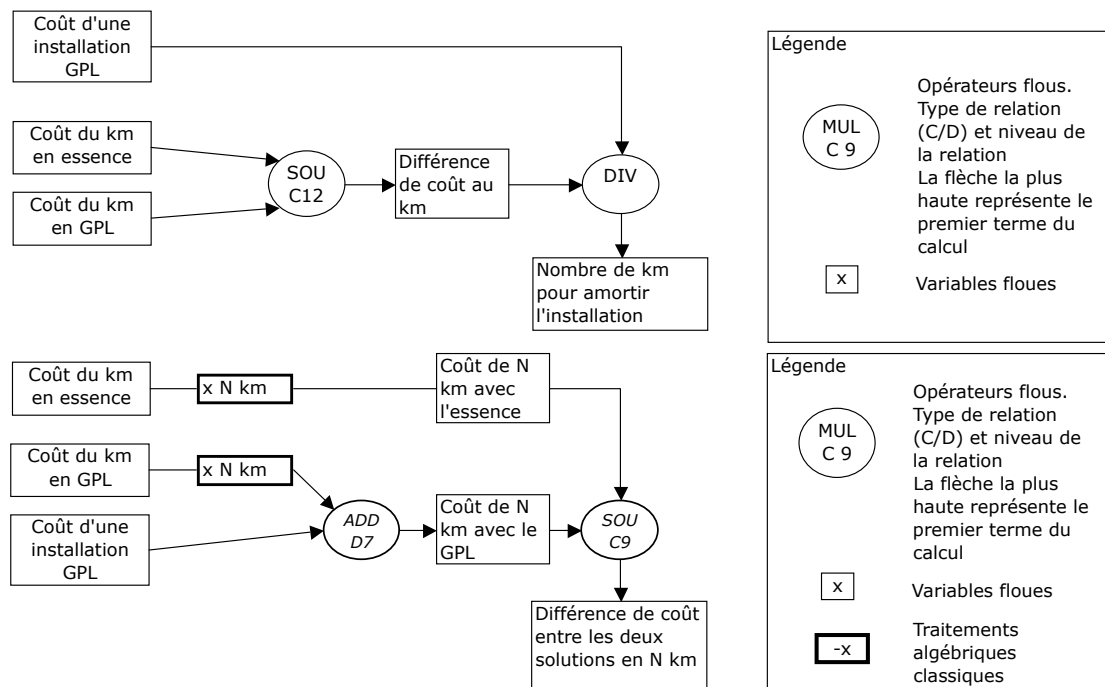 Coût d'une
installation
GPL
Coût du km
en essence
Coût du km
en GPL
SOU
C12
Différence
de coût au
km
DIV
Nombre de km
pour amortir
l'installation
Légende
MUL
C 9
Opérateurs flous.
Type de relation
(C/D) et niveau de
la relation
La flèche la plus
haute représente le
premier terme du
calcul
x
Variables floues
Coût du km
en essence
x N km
Coût de N
km avec
l'essence
Coût du km
en GPL
x N km
Coût d'une
installation
GPL
ADD
D7
Coût de N
km avec le
GPL
SOU
C9
Différence de coût
entre les deux
solutions en N km
Légende
MUL
C 9
Opérateurs flous.
Type de relation
(C/D) et niveau de
la relation
La flèche la plus
haute représente le
premier terme du
calcul
x
Variables floues
-x
Traitements
algébriques
classiques